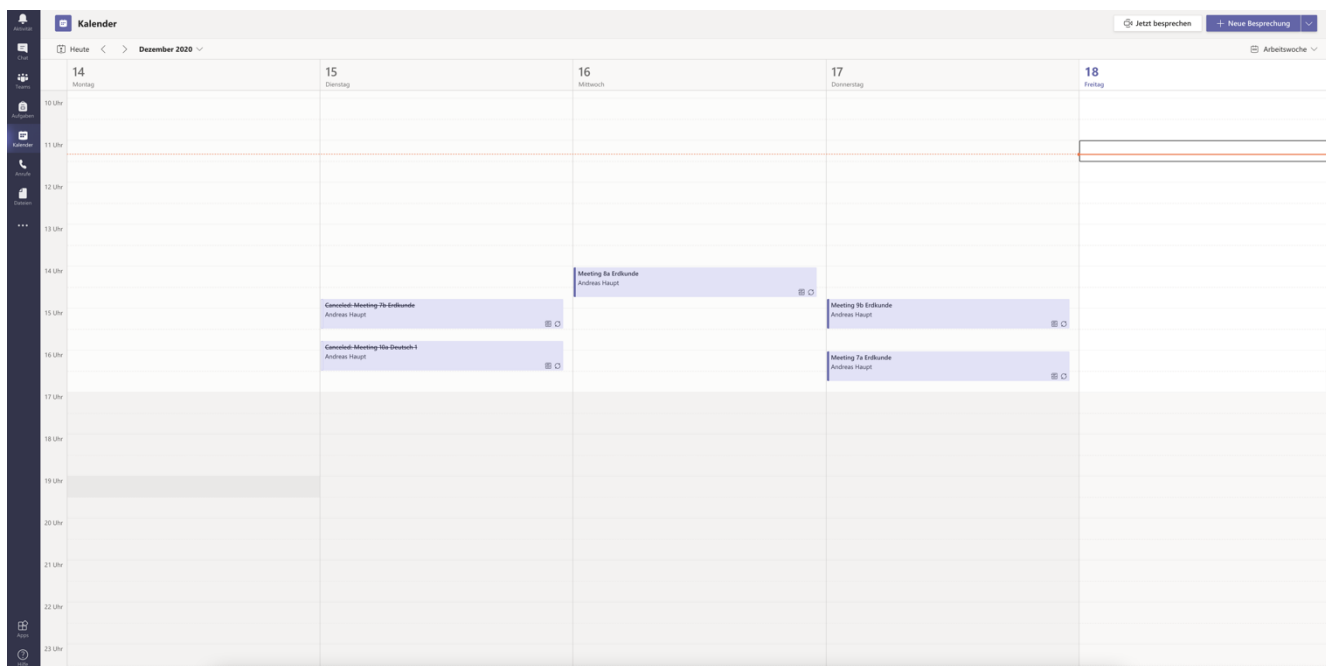 Aktivität
Chat
Teams
Aufgaben
Kalender
Anrufe
Dateien
Apps
Hilfe
Kalender
Jetzt besprechen
+ Neue Besprechung
Heute
Dezember 2020
Arbeitswoche
14
Montag
15
Dienstag
16
Mittwoch
17
Donnerstag
18
Freitag
10 Uhr
11 Uhr
12 Uhr
13 Uhr
14 Uhr
15 Uhr
16 Uhr
17 Uhr
18 Uhr
19 Uhr
20 Uhr
21 Uhr
22 Uhr
23 Uhr
Canceled: Meeting 7b Erdkunde
Andreas Haupt
Canceled: Meeting 10a Deutsch 1
Andreas Haupt
Meeting 8a Erdkunde
Andreas Haupt
Meeting 9b Erdkunde
Andreas Haupt
Meeting 7a Erdkunde
Andreas Haupt